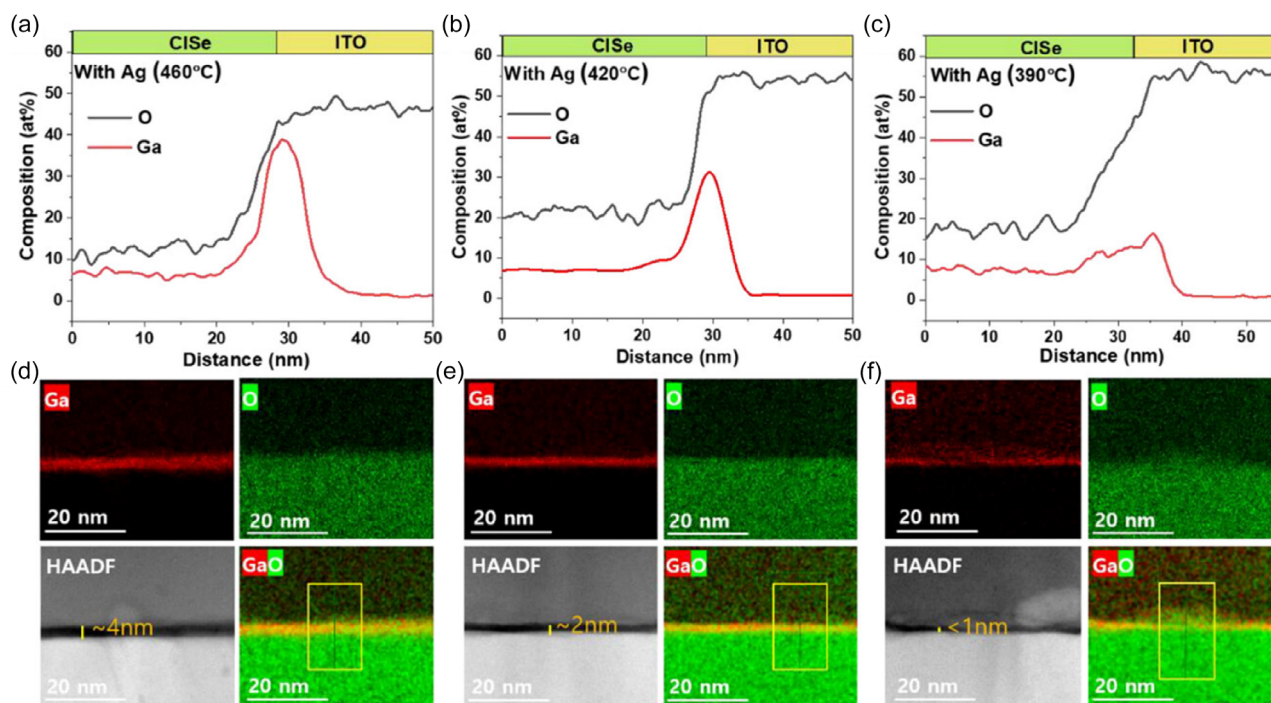 (a)
CISe ITO
With Ag (460°C)
O
Ga
Composition (at%)
60
50
40
30
20
10
0
0 10 20 30 40 50
Distance (nm)
(b)
CISe ITO
With Ag (420°C)
O
Ga
Composition (at%)
60
50
40
30
20
10
0
0 10 20 30 40 50
Distance (nm)
(c)
CISe ITO
With Ag (390°C)
O
Ga
Composition (at%)
60
50
40
30
20
10
0
0 10 20 30 40 50
Distance (nm)
(d)
Ga
20 nm
O
20 nm
HAADF
~4nm
20 nm
GaO
20 nm
(e)
Ga
20 nm
O
20 nm
HAADF
~2nm
20 nm
GaO
20 nm
(f)
Ga
20 nm
O
20 nm
HAADF
<1nm
20 nm
GaO
20 nm